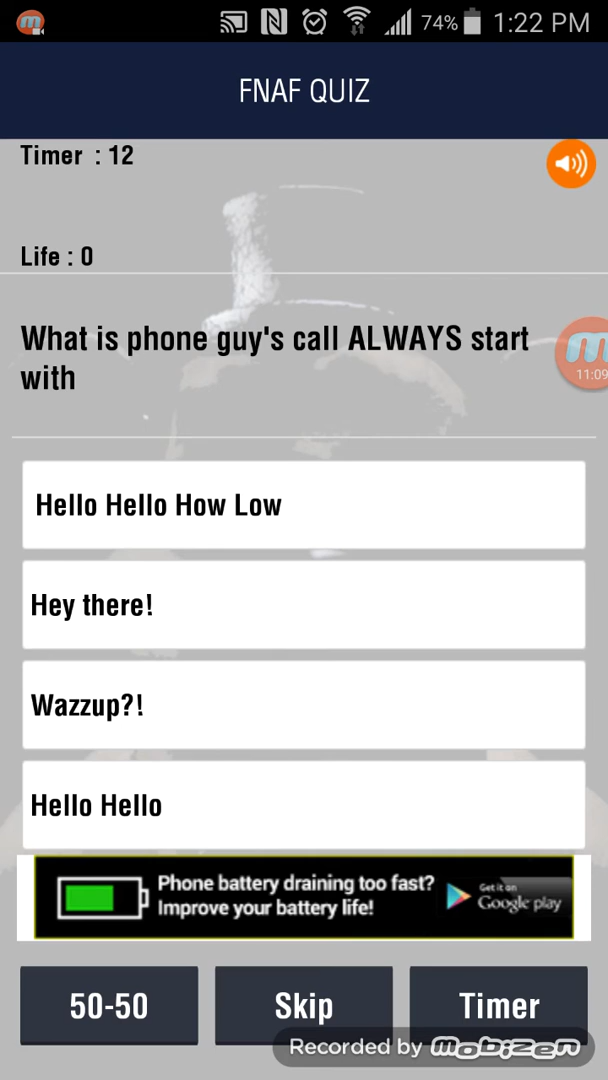 74% 1:22 PM
FNAF QUIZ
Timer : 12
Life : 0
What is phone guy's call ALWAYS start
with
11:09
Hello Hello How Low
Hey there!
Wazzup?!
Hello Hello
Phone battery draining too fast?
Improve your battery life!
Get it on
Google play
50-50
Skip
Timer
Recorded by mobizen